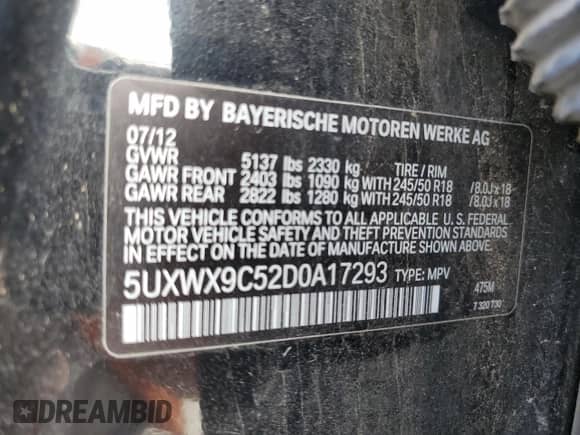 MFD BY BAYERISCHE MOTOREN WERKE AG
07/12
GVWR 5137 lbs 2330 kg TIRE / RIM
GAWR FRONT 2403 lbs 1090 kg WITH 245/50 R18 /8.0J x 18
GAWR REAR 2822 lbs 1280 kg WITH 245/50 R18 /8.0J x 18
THIS VEHICLE CONFORMS TO ALL APPLICABLE U. S. FEDERAL
MOTOR VEHICLE SAFETY AND THEFT PREVENTION STANDARDS
IN EFFECT ON THE DATE OF MANUFACTURE SHOWN ABOVE.
5UXWX9C52D0A17293 TYPE: MPV
475M
7 320 730
DREAMBID